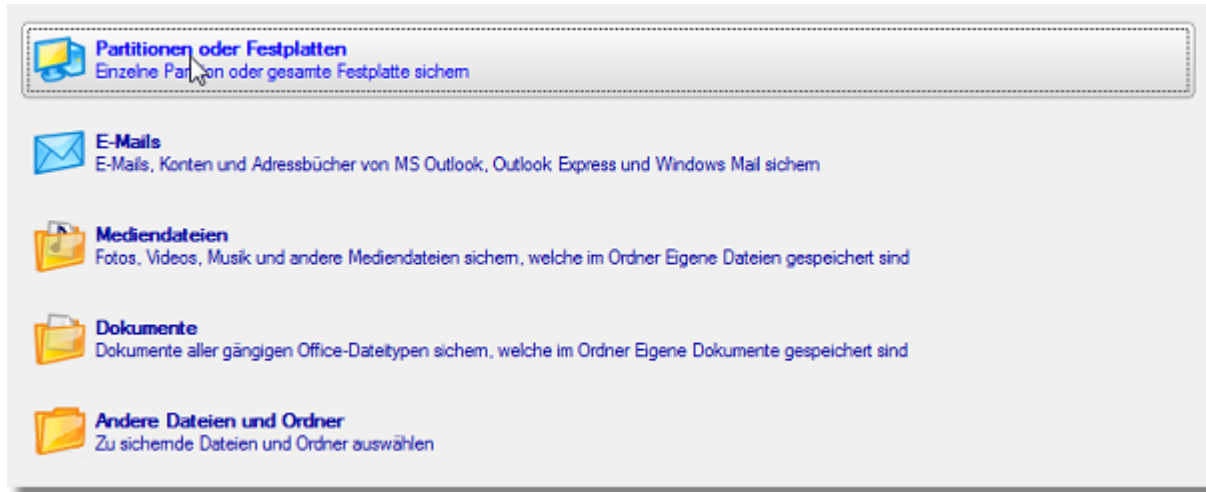 Partitionen oder Festplatten
Einzelne Partition oder gesamte Festplatte sichern
E-Mails
E-Mails, Konten und Adressbücher von MS Outlook, Outlook Express und Windows Mail sichern
Mediendateien
Fotos, Videos, Musik und andere Mediendateien sichern, welche im Ordner Eigene Dateien gespeichert sind
Dokumente
Dokumente aller gängigen Office-Dateitypen sichern, welche im Ordner Eigene Dokumente gespeichert sind
Andere Dateien und Ordner
Zu sichernde Dateien und Ordner auswählen